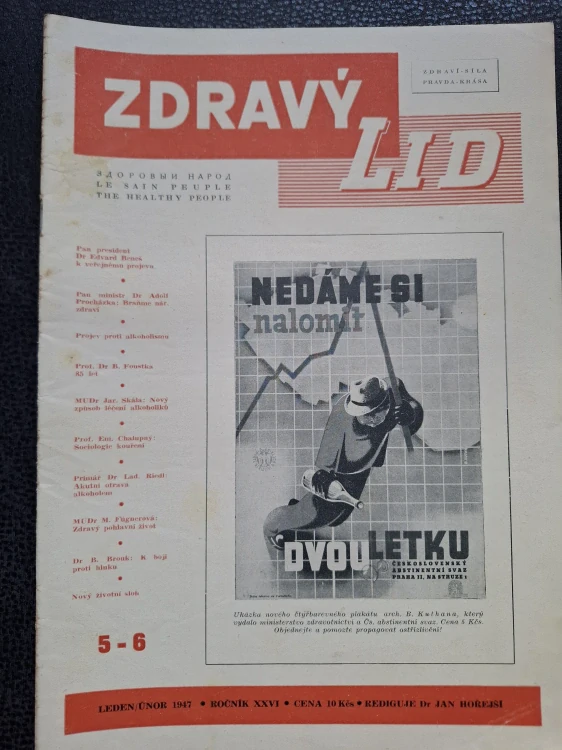 ZDRAVÝ
LID
ZDRAVÍ-SÍLA
PRAVDA-KRÁSA
ЗДОРОВЫЙ НАРОД
LE SAIN PEUPLE
THE HEALTHY PEOPLE
Pan president
Dr Edvard Beneš
k veřejnému projevu
Pan ministr Dr Adolf
Procházka: Braňme nár.
zdraví
Projev proti alkoholismu
Prof. Dr B. Foustka
85 let
MUDr Jar. Skála: Nový
způsob léčení alkoholiků
Prof. Em. Chalupný:
Sociologie kouření
Primář Dr Lad. Riedl:
Akutní otrava
alkoholem
MUDr M. Fügnerová:
Zdravý pohlavní život
Dr B. Brouk: K boji
proti hluku
Nový životní sloh
5 - 6
NEDÁME SI
nalomit
DVOULETKU
ČESKOSLOVENSKÝ
ABSTINENTNÍ SVAZ
PRAHA II, NA STRUZE 1
Ukázka nového čtyřbarevného plakátu arch. B. Kulhana, který
vydalo ministerstvo zdravotnictví a Čs. abstinentní svaz. Cena 5 Kčs.
Objednejte a pomozte propagovat střízlivění!
LEDEN/ÚNOR 1947 • ROČNÍK XXVI • CENA 10 Kčs • REDIGUJE Dr JAN HOŘEJŠÍ